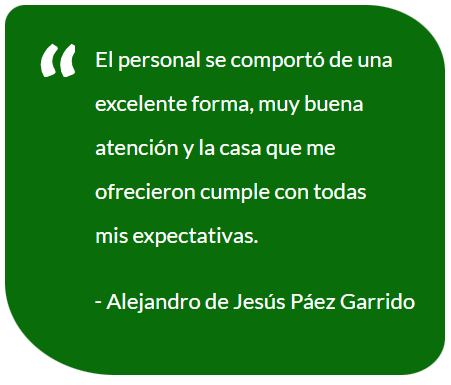 “ El personal se comportó de una
excelente forma, muy buena
atención y la casa que me
ofrecieron cumple con todas
mis expectativas.
- Alejandro de Jesús Páez Garrido